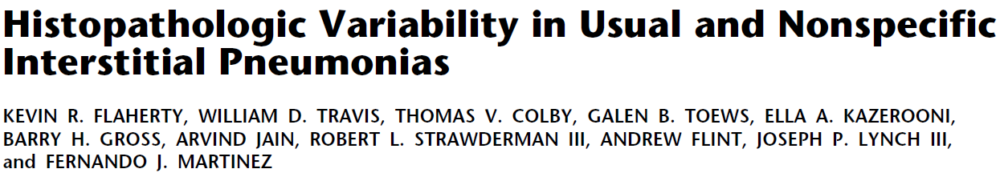 Histopathologic Variability in Usual and Nonspecific
Interstitial Pneumonias
KEVIN R. FLAHERTY, WILLIAM D. TRAVIS, THOMAS V. COLBY, GALEN B. TOEWS, ELLA A. KAZEROONI,
BARRY H. GROSS, ARVIND JAIN, ROBERT L. STRAWDERMAN III, ANDREW FLINT, JOSEPH P. LYNCH III,
and FERNANDO J. MARTINEZ